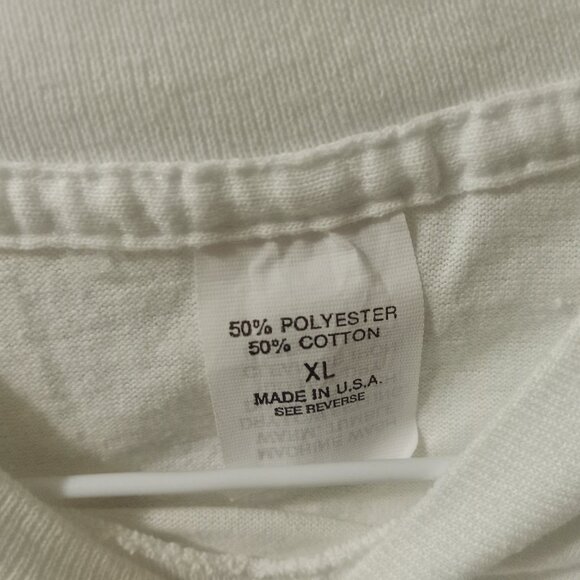 50% POLYESTER
50% COTTON
XL
MADE IN U.S.A.
SEE REVERSE